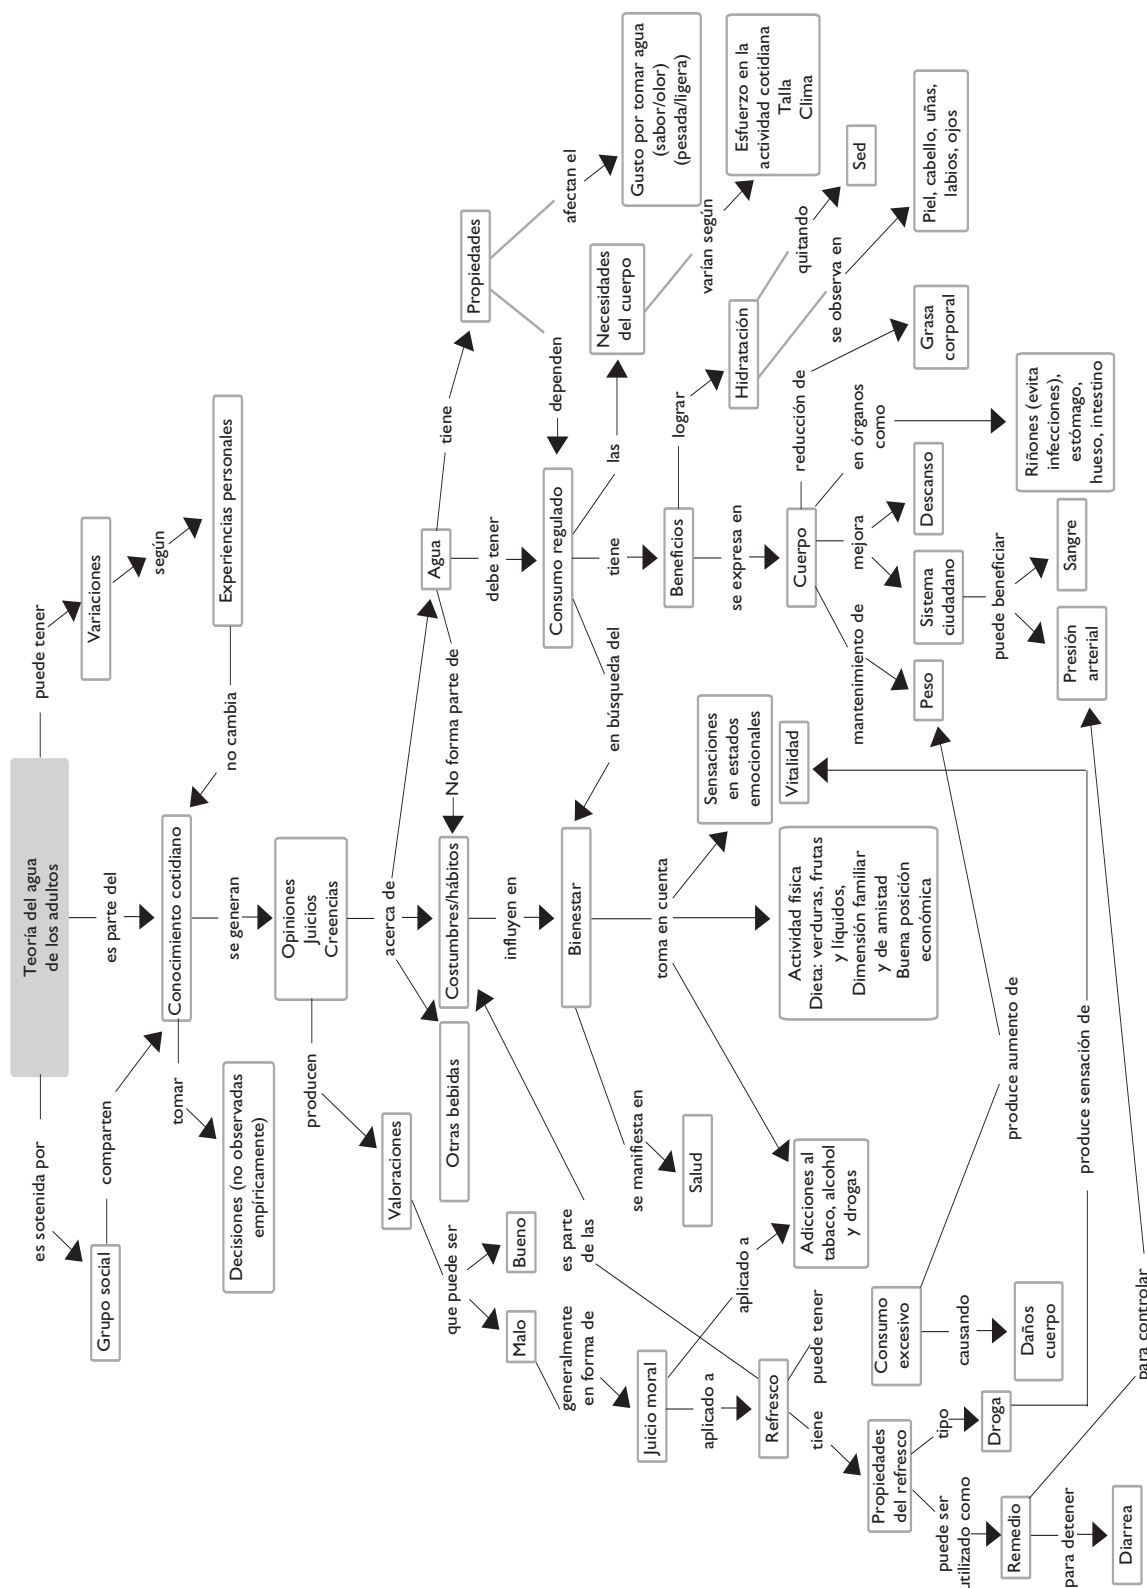 Teoría del agua
de los adultos
es sotenida por
es parte del
puede tener
Grupo social
comparten
Conocimiento cotidiano
no cambia
Variaciones
según
Experiencias personales
tomar
se generan
Decisiones (no observadas
empíricamente)
Opiniones
Juicios
Creencias
producen
acerca de
Valoraciones
Otras bebidas
Costumbres/hábitos
No forma parte de
Agua
tiene
Propiedades
afectan el
Gusto por tomar agua
(sabor/olor)
(pesada/ligera)
que puede ser
Malo
Bueno
es parte
de las
influyen en
debe tener
dependen
Consumo regulado
en búsqueda del
tiene
las
Necesidades
del cuerpo
varían según
Esfuerzo en la
actividad cotidiana
Talla
Clima
generalmente
en forma de
Juicio moral
se manifiesta en
Salud
Bienestar
toma en cuenta
Sensaciones
en estados
emocionales
Vitalidad
Beneficios
lograr
Hidratación
quitando
Sed
se observa en
Piel, cabello, uñas,
labios, ojos
aplicado a
aplicado a
Refresco
Adicciones al
tabaco, alcohol
y drogas
Actividad física
Dieta: verduras, frutas
y líquidos,
Dimensión familiar
y de amistad
Buena posición
económica
se expresa en
Cuerpo
reducción de
Grasa
corporal
mantenimiento de
mejora
en órganos
como
Peso
Sistema
ciudadano
Descanso
Riñones (evita
infecciones),
estómago,
hueso, intestino
puede beneficiar
Presión
arterial
Sangre
tiene
puede tener
Propiedades
del refresco
Consumo
excesivo
produce aumento de
causando
Daños
cuerpo
puede ser
utilizado como
tipo
Droga
produce sensación de
Remedio
para detener
Diarrea
para controlar